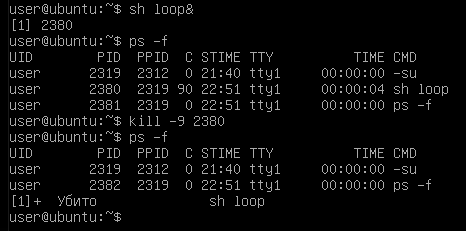 user@ubuntu:~$ sh loop&
[1] 2380
user@ubuntu:~$ ps -f
UID        PID  PPID  C STIME TTY          TIME CMD
user      2319  2312  0 21:40 tty1     00:00:00 -su
user      2380  2319 90 22:51 tty1     00:00:04 sh loop
user      2381  2319  0 22:51 tty1     00:00:00 ps -f
user@ubuntu:~$ kill -9 2380
user@ubuntu:~$ ps -f
UID        PID  PPID  C STIME TTY          TIME CMD
user      2319  2312  0 21:40 tty1     00:00:00 -su
user      2382  2319  0 22:51 tty1     00:00:00 ps -f
[1]+  Убито              sh loop
user@ubuntu:~$